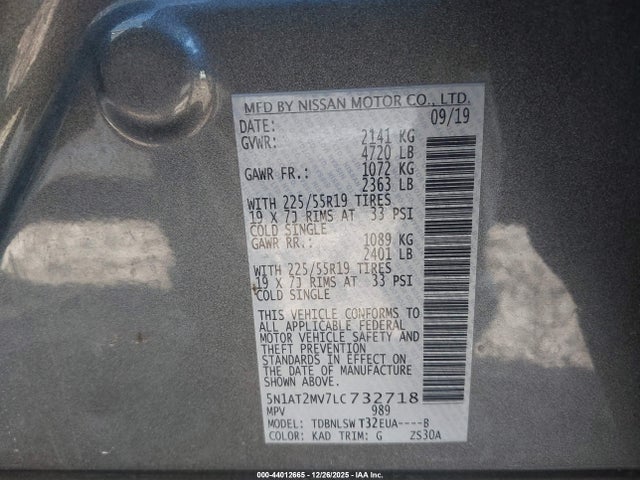 MFD BY NISSAN MOTOR CO., LTD.
DATE: 09/19
GVWR: 2141 KG
4720 LB
GAWR FR.: 1072 KG
2363 LB
WITH 225/55R19 TIRES
19 X 7J RIMS AT 33 PSI
COLD SINGLE
GAWR RR.: 1089 KG
2401 LB
WITH 225/55R19 TIRES
19 X 7J RIMS AT 33 PSI
COLD SINGLE
THIS VEHICLE CONFORMS TO
ALL APPLICABLE FEDERAL
MOTOR VEHICLE SAFETY AND
THEFT PREVENTION
STANDARDS IN EFFECT ON
THE DATE OF MANUFACTURE
SHOWN ABOVE.
5N1AT2MV7LC732718
MPV 989
MODEL: TDBNLSW T32EUA----B
COLOR: KAD TRIM: G ZS30A
000-44012665 | 12/26/2025 | IAA Inc.